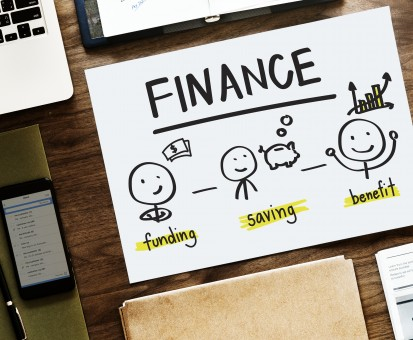 FINANCE
$
funding
saving
benefit